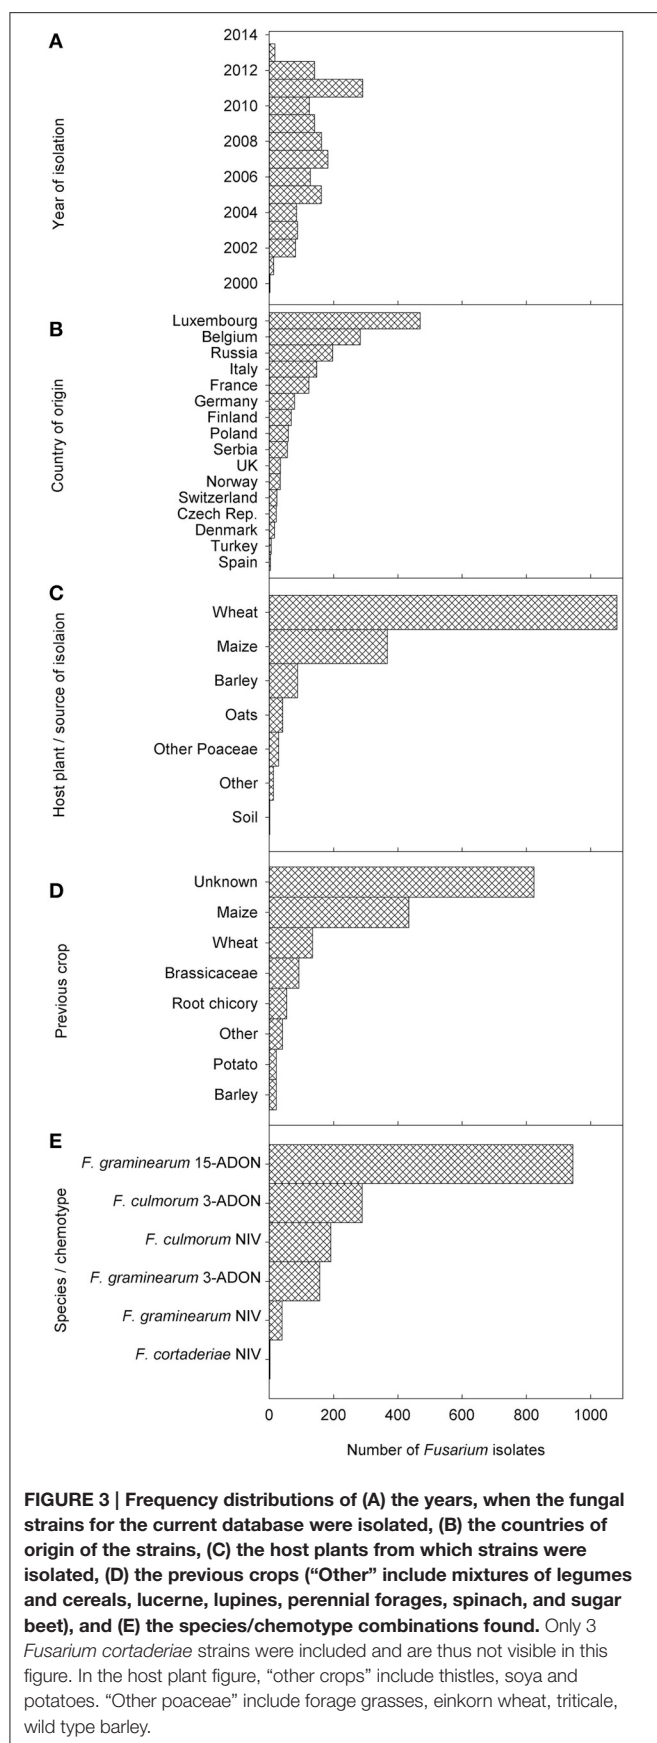 A
2014
2012
2010
2008
2006
2004
2002
2000
Year of isolation
B
Luxembourg
Belgium
Russia
Italy
France
Germany
Finland
Poland
Serbia
UK
Norway
Switzerland
Czech Rep.
Denmark
Turkey
Spain
Country of origin
C
Wheat
Maize
Barley
Oats
Other Poaceae
Other
Soil
Host plant / source of isolaion
D
Unknown
Maize
Wheat
Brassicaceae
Root chicory
Other
Potato
Barley
Previous crop
E
F. graminearum 15-ADON
F. culmorum 3-ADON
F. culmorum NIV
F. graminearum 3-ADON
F. graminearum NIV
F. cortaderiae NIV
Species / chemotype
0 200 400 600 800 1000
Number of Fusarium isolates
FIGURE 3 | Frequency distributions of (A) the years, when the fungal
strains for the current database were isolated, (B) the countries of
origin of the strains, (C) the host plants from which strains were
isolated, (D) the previous crops (“Other” include mixtures of legumes
and cereals, lucerne, lupines, perennial forages, spinach, and sugar
beet), and (E) the species/chemotype combinations found. Only 3
Fusarium cortaderiae strains were included and are thus not visible in this
figure. In the host plant figure, “other crops” include thistles, soya and
potatoes. “Other poaceae” include forage grasses, einkorn wheat, triticale,
wild type barley.